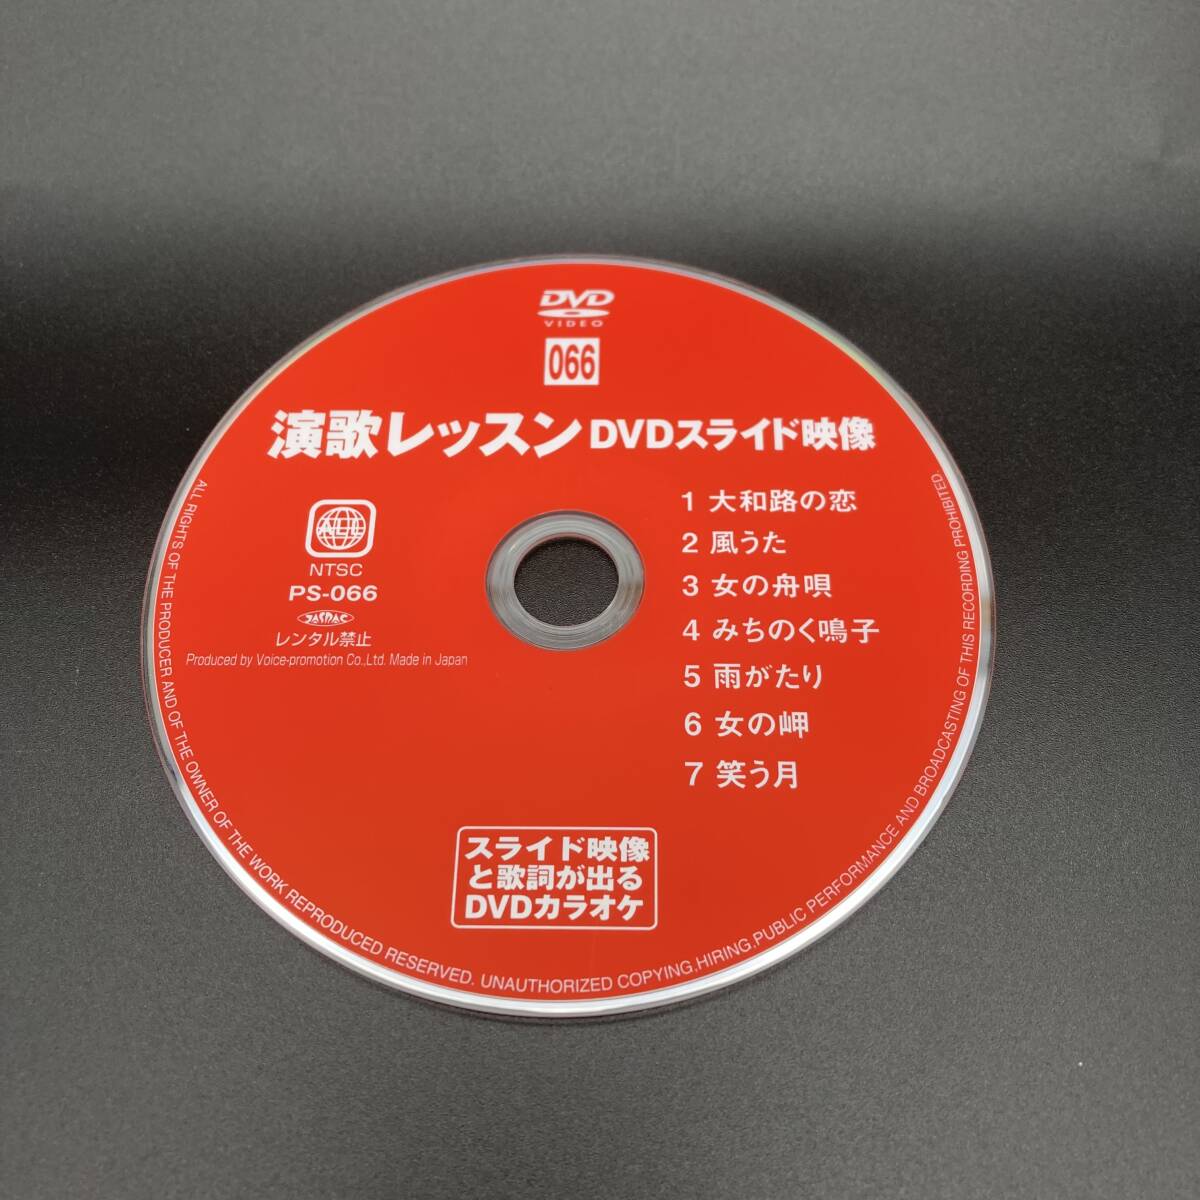 DVD
VIDEO
066
演歌レッスン DVDスライド映像
ALL
NTSC
PS-066
JASRAC
レンタル禁止
Produced by Voice-promotion Co.,Ltd. Made in Japan
1 大和路の恋
2 風うた
3 女の舟唄
4 みちのく鳴子
5 雨がたり
6 女の岬
7 笑う月
スライド映像
と歌詞が出る
DVDカラオケ
ALL RIGHTS OF THE PRODUCER AND OF THE OWNER OF THE WORK REPRODUCED RESERVED. UNAUTHORIZED COPYING,HIRING,PUBLIC PERFORMANCE AND BROADCASTING OF THIS RECORDING PROHIBITED.